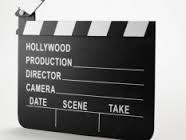 HOLLYWOOD
PRODUCTION
DIRECTOR
CAMERA
DATE SCENE TAKE